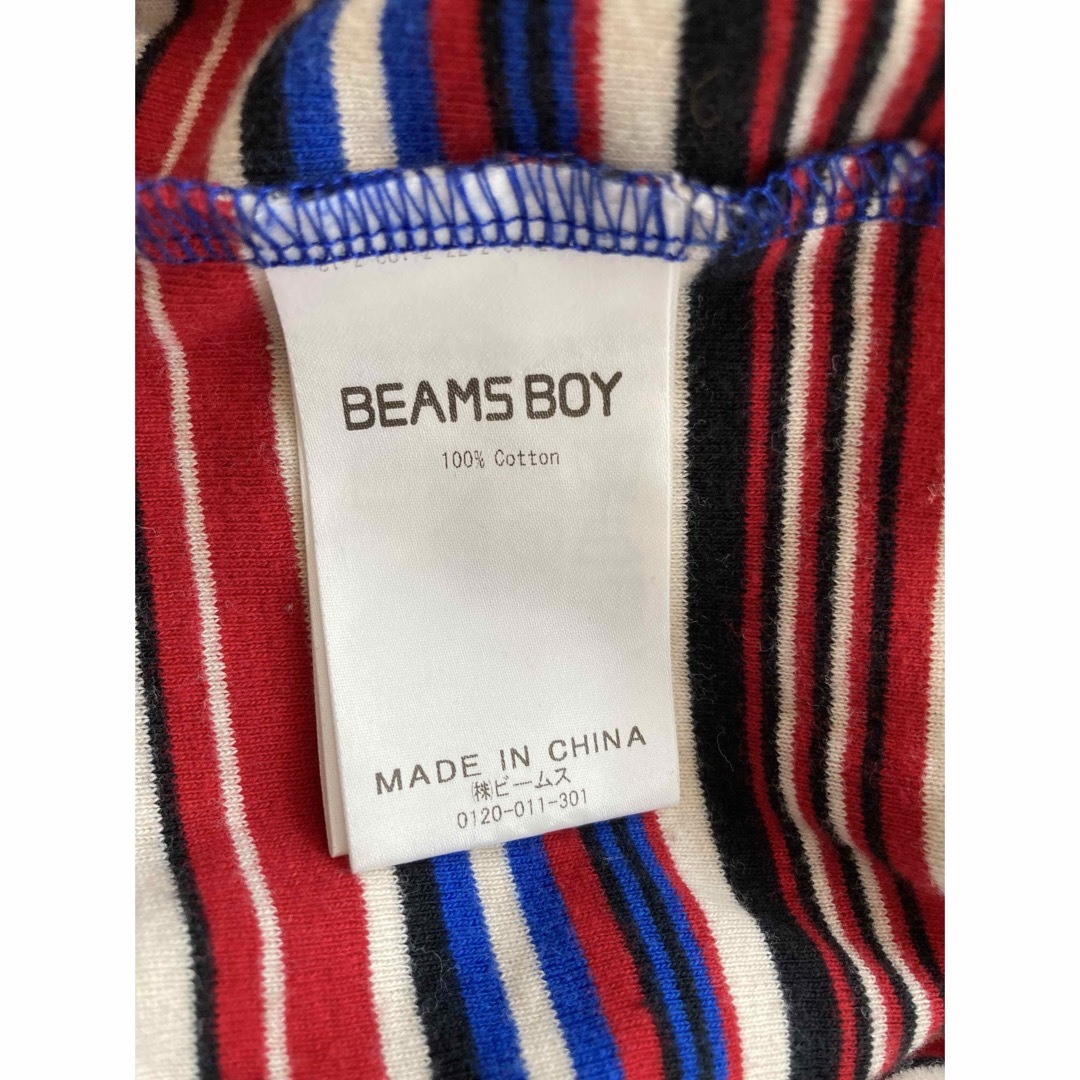 BEAMS BOY
100% Cotton
MADE IN CHINA
㈱ビームス
0120-011-301